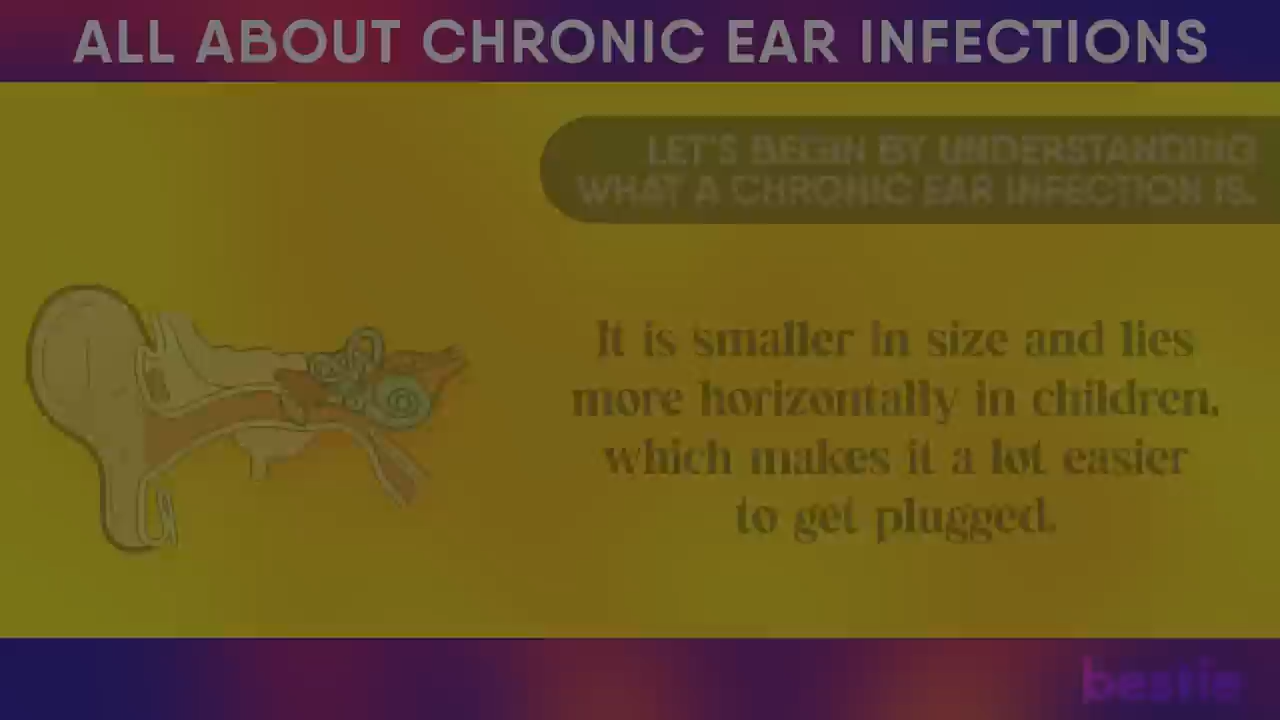 ALL ABOUT CHRONIC EAR INFECTIONS
LET'S BEGIN BY UNDERSTANDING
WHAT A CHRONIC EAR INFECTION IS.
It is smaller in size and lies
more horizontally in children,
which makes it a lot easier
to get plugged.
bestie